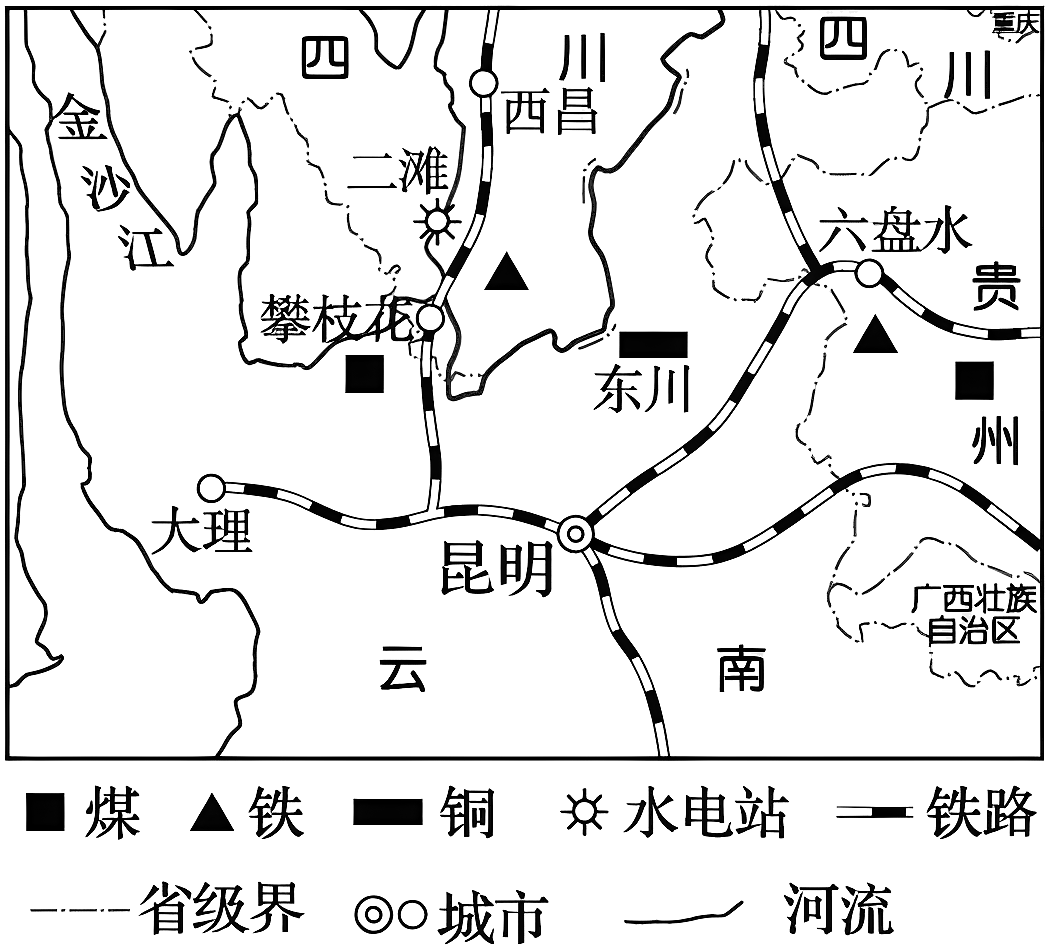 四川
四川
重庆
金沙江
西昌
二滩
六盘水
攀枝花
贵州
东川
大理
昆明
广西壮族
自治区
云南
煤 铁 铜 水电站 铁路
省级界 城市 河流